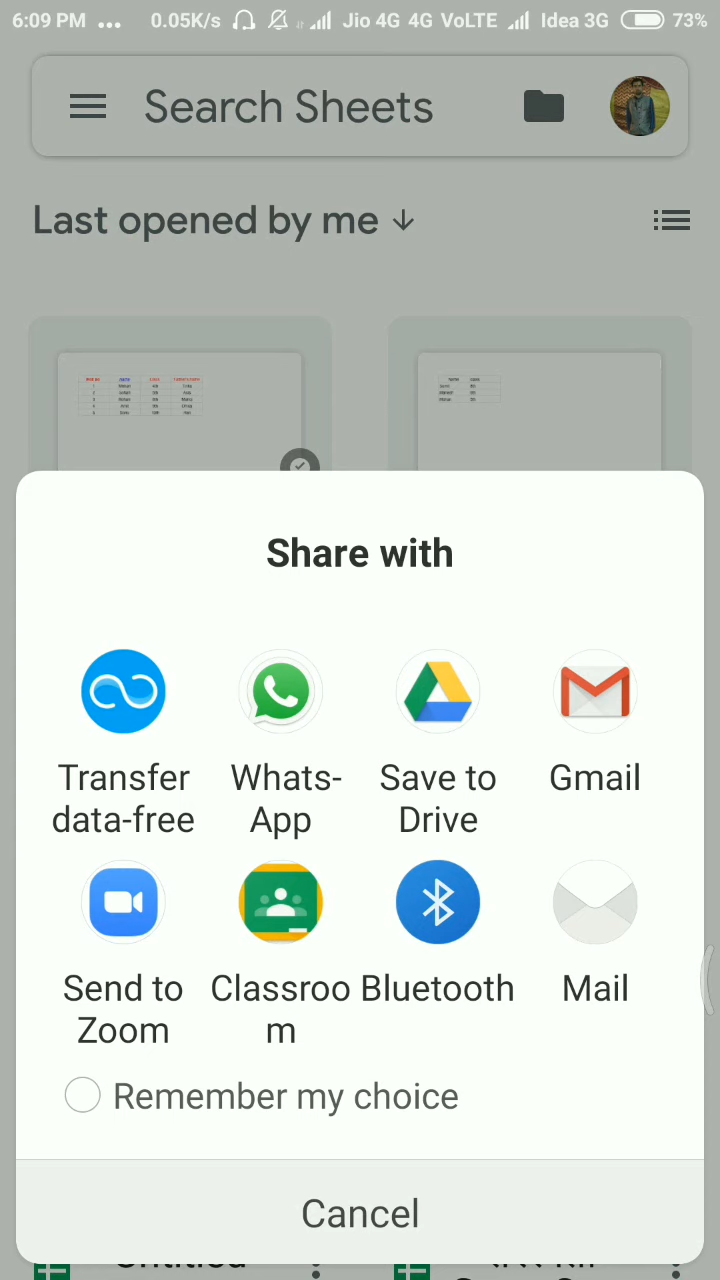 6:09 PM ... 0.05K/s Jio 4G 4G VoLTE Idea 3G 73%
Search Sheets
Last opened by me
Share with
Transfer
data-free
Whats-
App
Save to
Drive
Gmail
Send to
Zoom
Classroo
m
Bluetooth
Mail
Remember my choice
Cancel